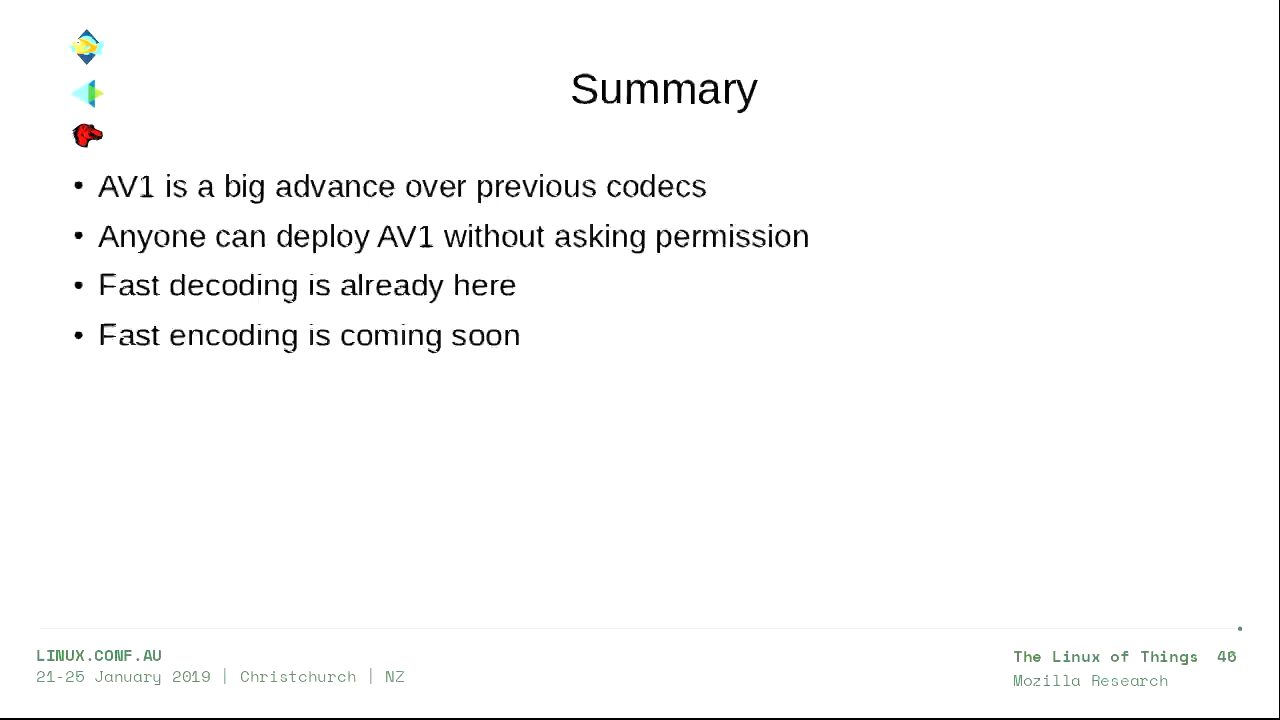 Summary
• AV1 is a big advance over previous codecs
• Anyone can deploy AV1 without asking permission
• Fast decoding is already here
• Fast encoding is coming soon
LINUX.CONF.AU
21-25 January 2019 | Christchurch | NZ
The Linux of Things 46
Mozilla Research